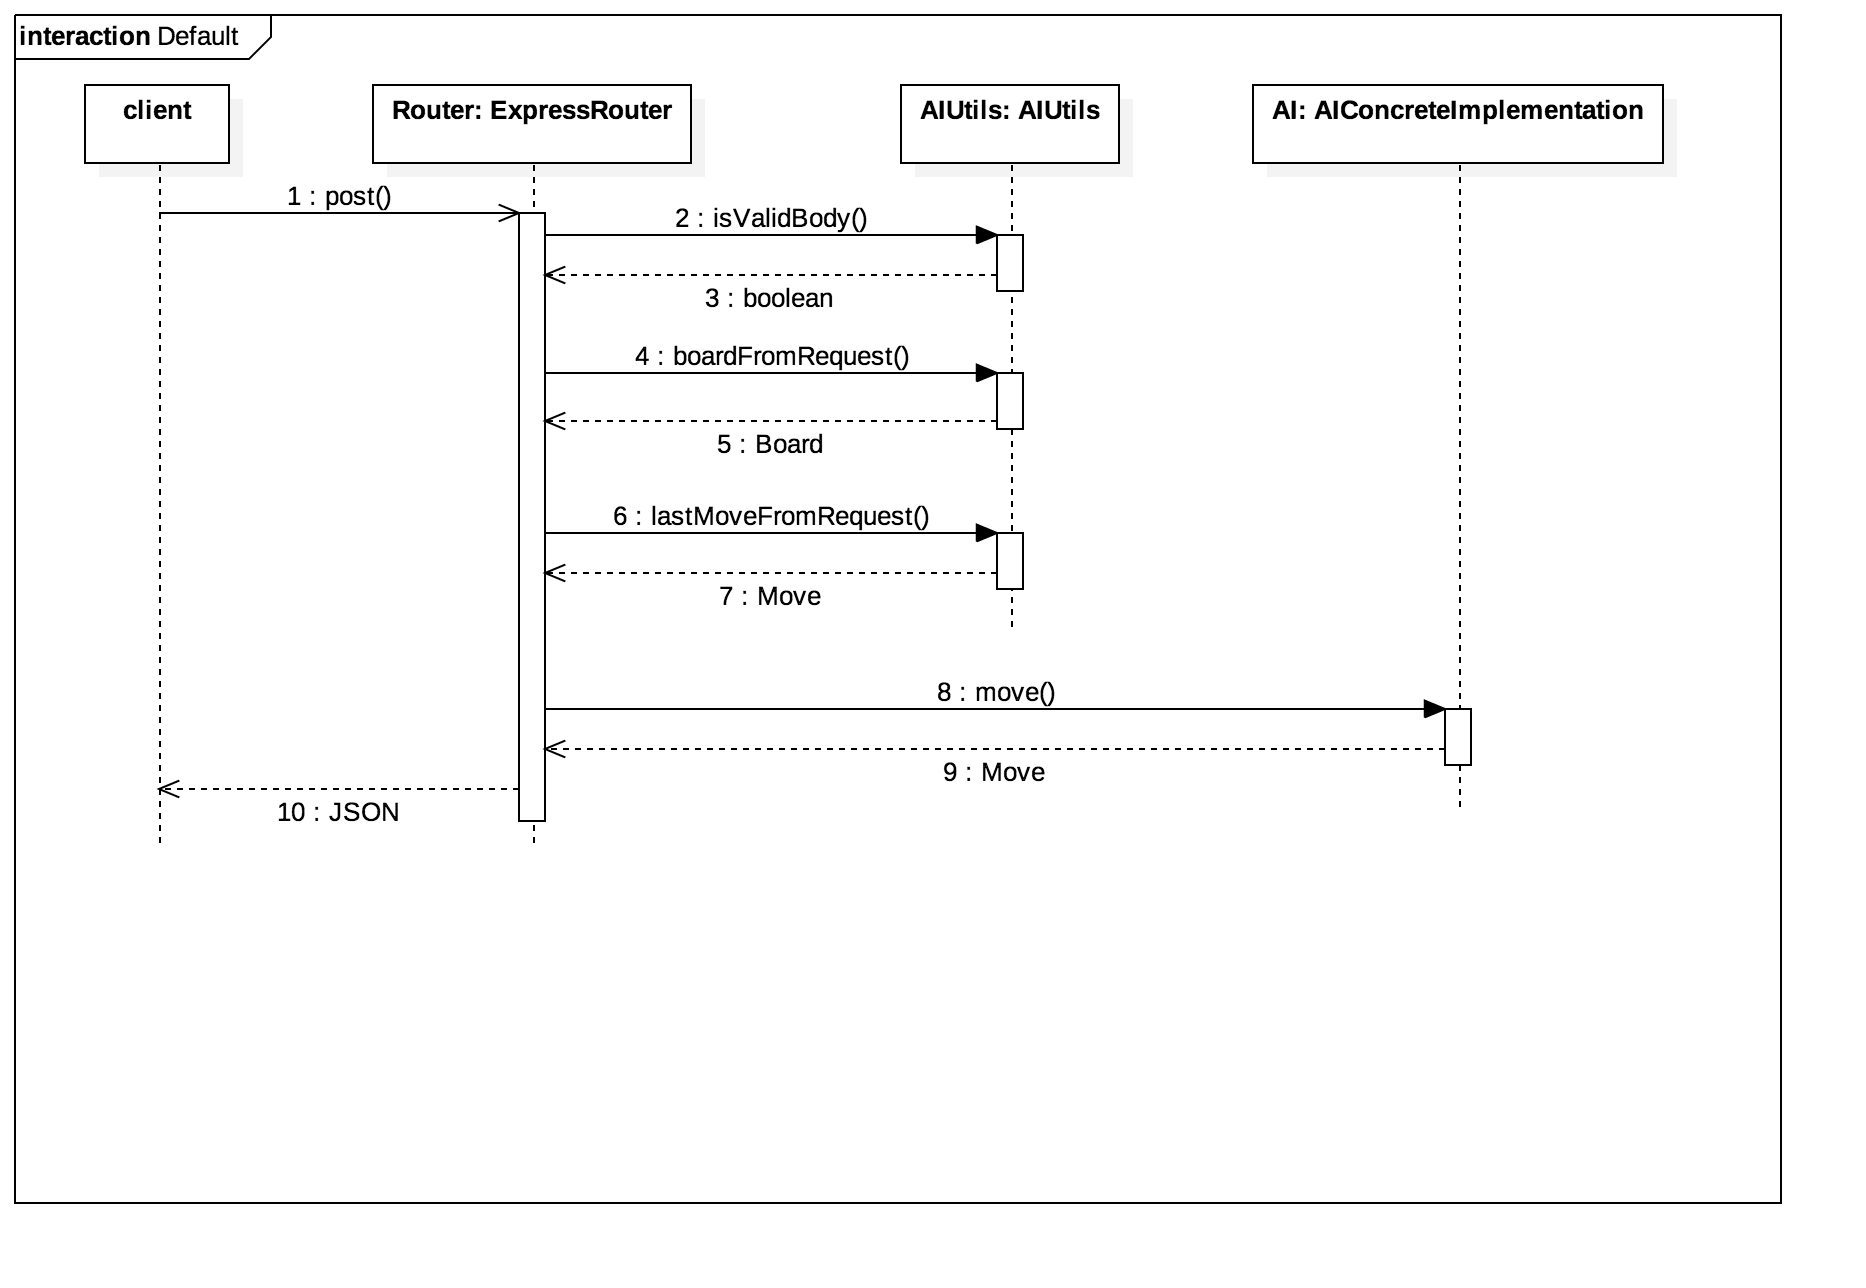 interaction Default
client
Router: ExpressRouter
AIUtils: AIUtils
AI: AIConcreteImplementation
1 : post()
2 : isValidBody()
3 : boolean
4 : boardFromRequest()
5 : Board
6 : lastMoveFromRequest()
7 : Move
8 : move()
9 : Move
10 : JSON